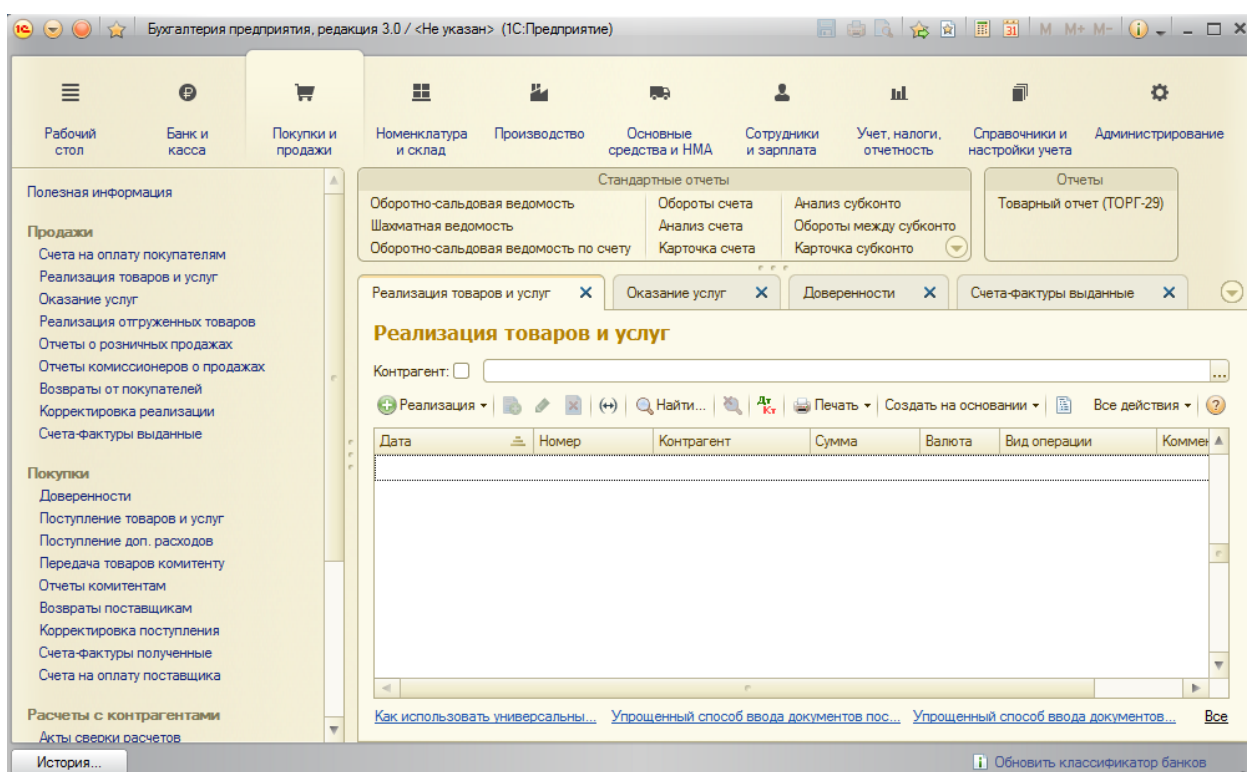 1С Бухгалтерия предприятия, редакция 3.0 / <Не указан> (1С:Предприятие) 31 M M+ M-
Рабочий стол
Банк и касса
Покупки и продажи
Номенклатура и склад
Производство
Основные средства и НМА
Сотрудники и зарплата
Учет, налоги, отчетность
Справочники и настройки учета
Администрирование
Полезная информация
Продажи
Счета на оплату покупателям
Реализация товаров и услуг
Оказание услуг
Реализация отгруженных товаров
Отчеты о розничных продажах
Отчеты комиссионеров о продажах
Возвраты от покупателей
Корректировка реализации
Счета-фактуры выданные
Покупки
Доверенности
Поступление товаров и услуг
Поступление доп. расходов
Передача товаров комитенту
Отчеты комитентам
Возвраты поставщикам
Корректировка поступления
Счета-фактуры полученные
Счета на оплату поставщика
Расчеты с контрагентами
Акты сверки расчетов
Стандартные отчеты
Оборотно-сальдовая ведомость Обороты счета Анализ субконто
Шахматная ведомость Анализ счета Обороты между субконто
Оборотно-сальдовая ведомость по счету Карточка счета Карточка субконто
Отчеты
Товарный отчет (ТОРГ-29)
Реализация товаров и услуг Оказание услуг Доверенности Счета-фактуры выданные
Реализация товаров и услуг
Контрагент: ...
Реализация Найти... Дт Кт Печать Создать на основании Все действия ?
Дата Номер Контрагент Сумма Валюта Вид операции Коммен
Как использовать универсальны... Упрощенный способ ввода документов пос... Упрощенный способ ввода документов... Все
История... Обновить классификатор банков